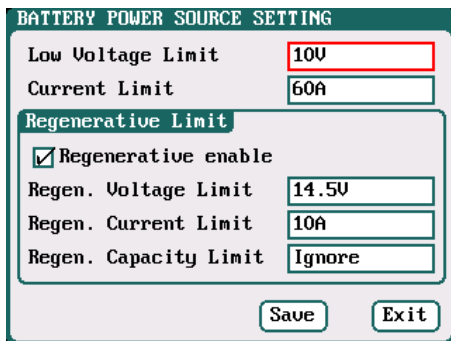 BATTERY POWER SOURCE SETTING
Low Voltage Limit 10V
Current Limit 60A
Regenerative Limit
Regenerative enable
Regen. Voltage Limit 14.5V
Regen. Current Limit 10A
Regen. Capacity Limit Ignore
Save Exit